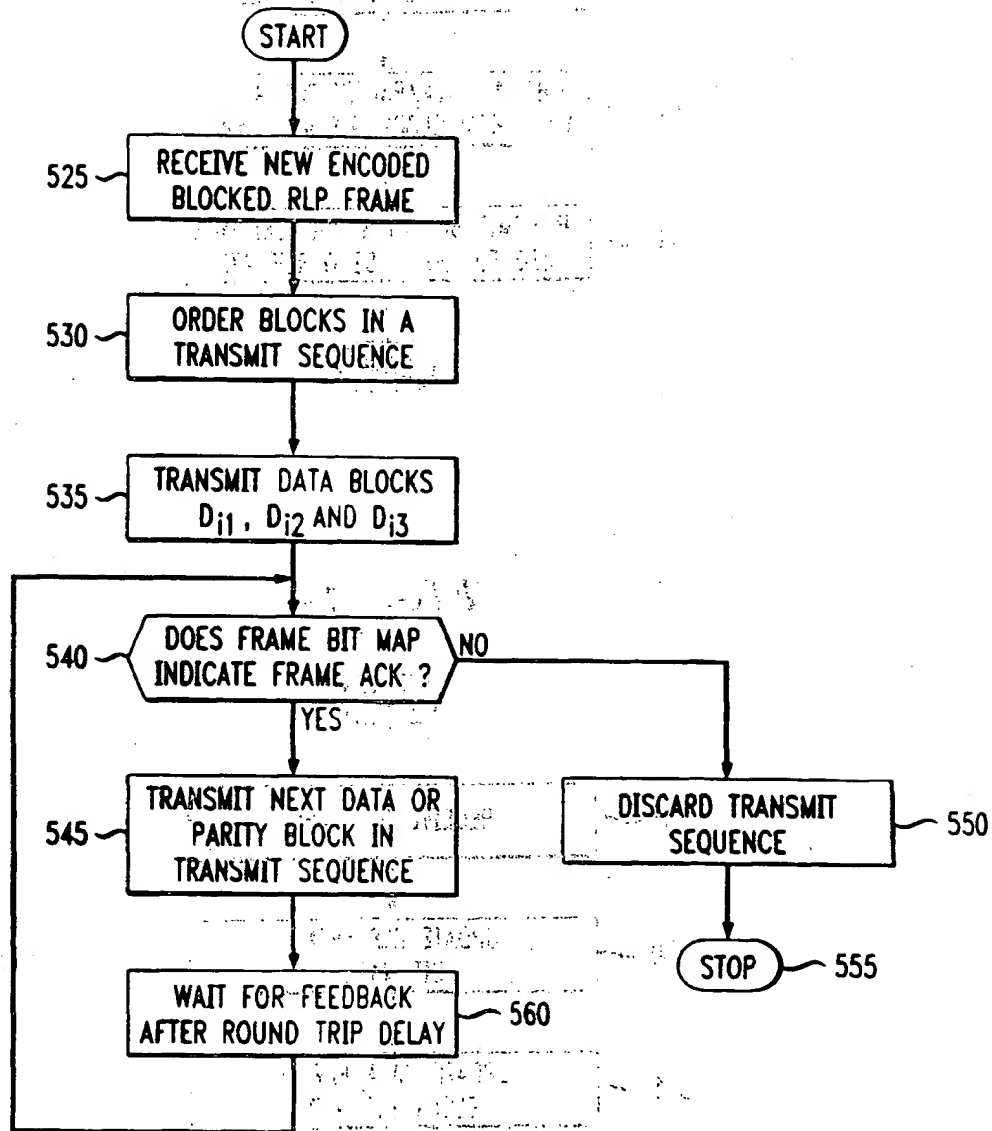 START
525
RECEIVE NEW ENCODED
BLOCKED RLP FRAME
530
ORDER BLOCKS IN A
TRANSMIT SEQUENCE
535
TRANSMIT DATA BLOCKS
Di1, Di2 AND Di3
540
DOES FRAME BIT MAP
INDICATE FRAME ACK ?
NO
YES
545
TRANSMIT NEXT DATA OR
PARITY BLOCK IN
TRANSMIT SEQUENCE
DISCARD TRANSMIT
SEQUENCE
550
STOP
555
WAIT FOR FEEDBACK
AFTER ROUND TRIP DELAY
560